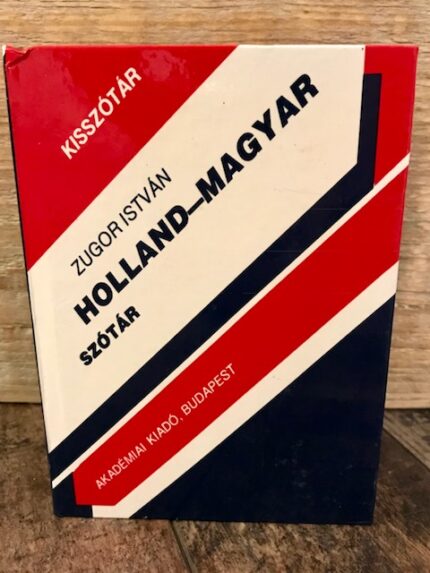 KISSZÓTÁR
ZUGOR ISTVÁN
HOLLAND–MAGYAR
SZÓTÁR
AKADÉMIAI KIADÓ, BUDAPEST